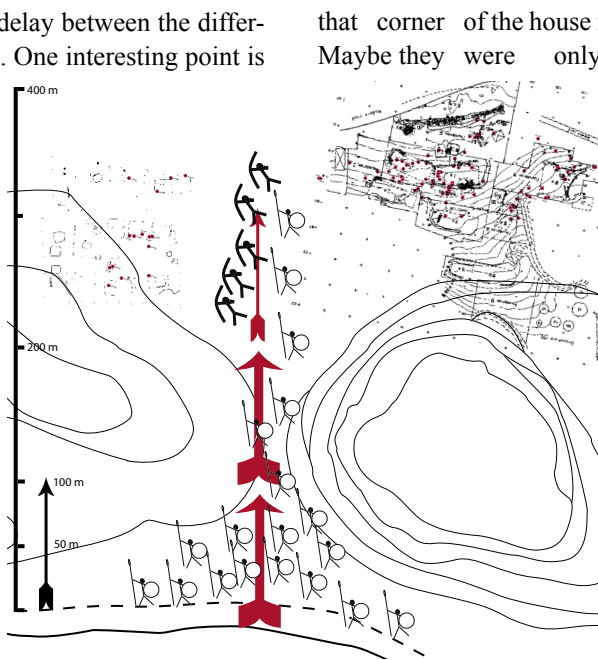 delay between the differ-
. One interesting point is
that corner of the house
Maybe they were only
400 m
200 m
100 m
50 m